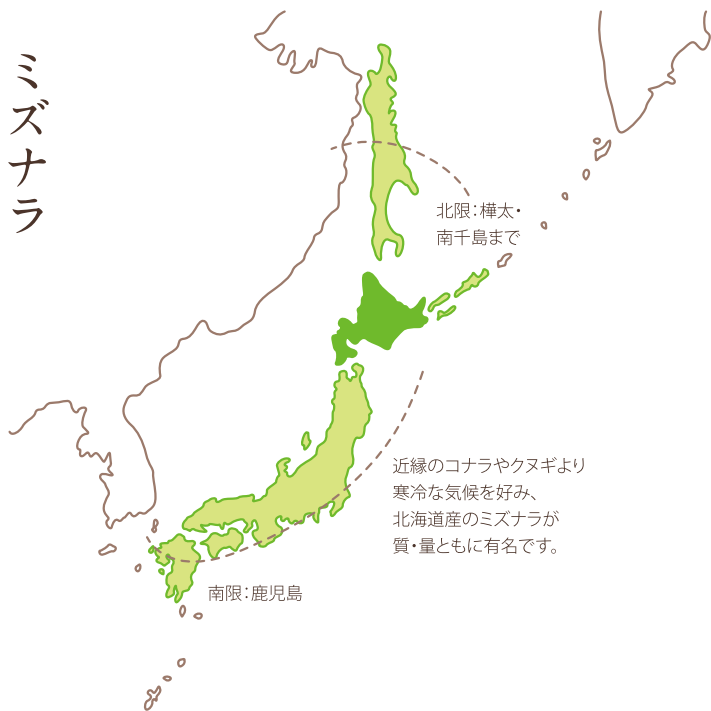 ミズナラ
北限：樺太・
南千島まで
近縁のコナラやクヌギより
寒冷な気候を好み、
北海道産のミズナラが
質・量ともに有名です。
南限：鹿児島